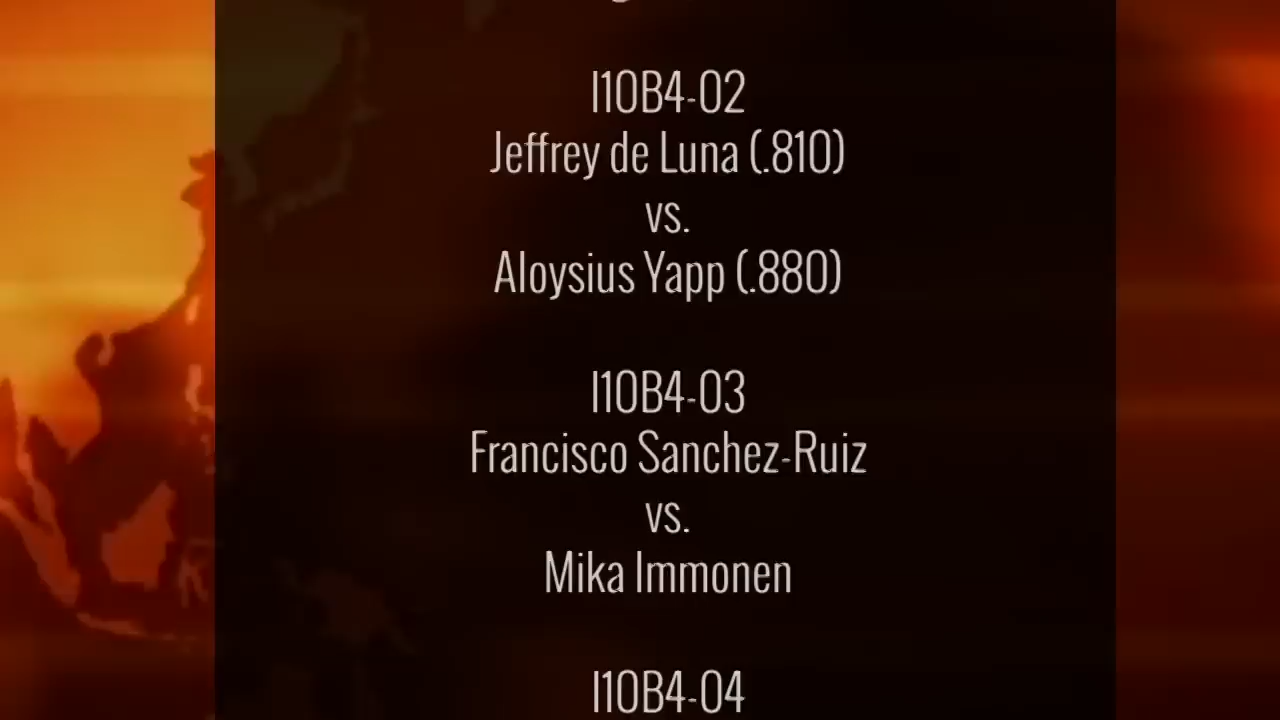 I10B4-02
Jeffrey de Luna (.810)
vs.
Aloysius Yapp (.880)
I10B4-03
Francisco Sanchez-Ruiz
vs.
Mika Immonen
I10B4-04